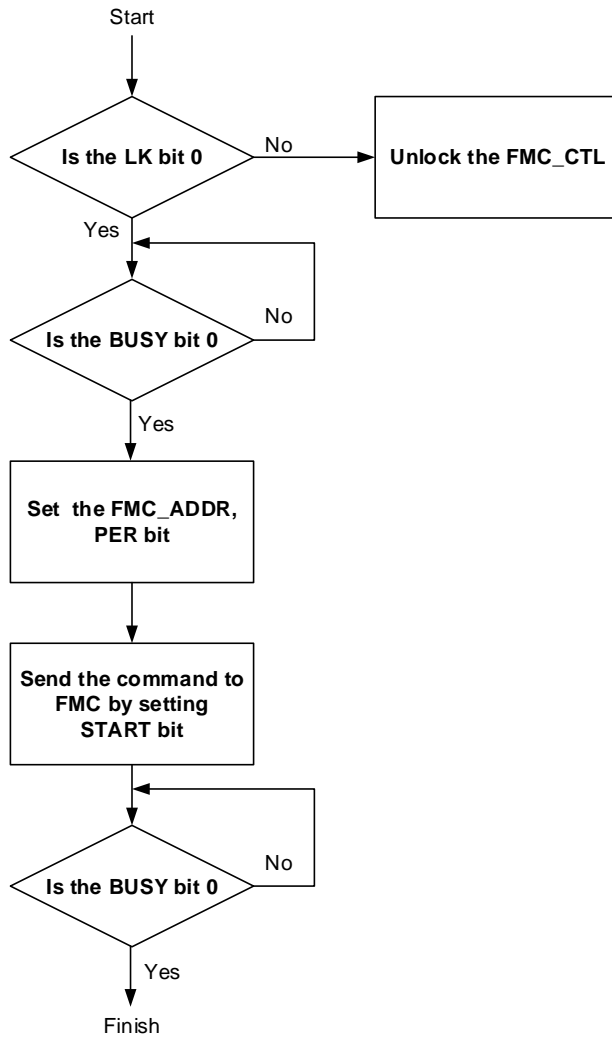 Start
Is the LK bit 0
No
Unlock the FMC_CTL
Yes
Is the BUSY bit 0
No
Yes
Set the FMC_ADDR,
PER bit
Send the command to
FMC by setting
START bit
Is the BUSY bit 0
No
Yes
Finish